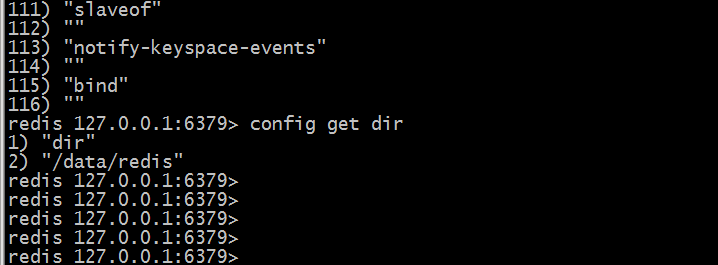 111) "slaveof"
112) ""
113) "notify-keyspace-events"
114) ""
115) "bind"
116) ""
redis 127.0.0.1:6379> config get dir
1) "dir"
2) "/data/redis"
redis 127.0.0.1:6379>
redis 127.0.0.1:6379>
redis 127.0.0.1:6379>
redis 127.0.0.1:6379>
redis 127.0.0.1:6379>